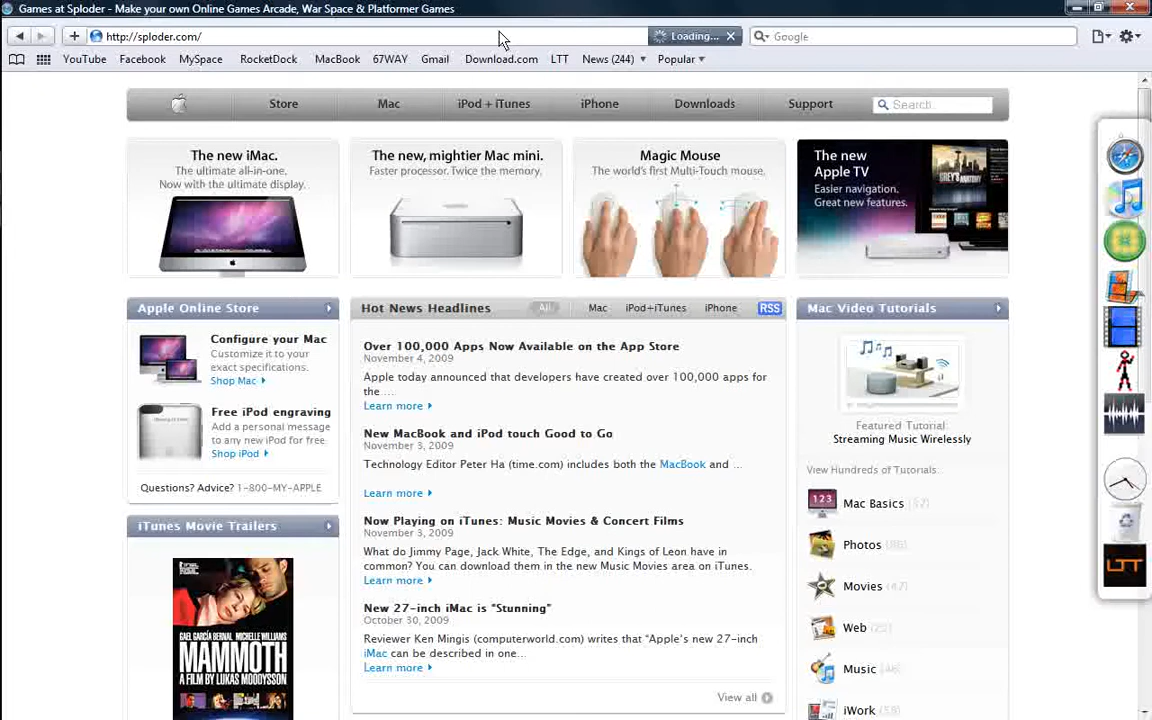 Games at Sploder - Make your own Online Games Arcade, War Space & Platformer Games
http://sploder.com/
Loading...
Google
YouTube Facebook MySpace RocketDock MacBook 67WAY Gmail Download.com LTT News (244) Popular
Store Mac iPod + iTunes iPhone Downloads Support Search
The new iMac.
The ultimate all-in-one.
Now with the ultimate display.
The new, mightier Mac mini.
Faster processor. Twice the memory.
Magic Mouse
The world's first Multi-Touch mouse.
The new
Apple TV
Easier navigation.
Great new features.
GREY'S ANATOMY
Apple Online Store
Configure your Mac
Customize it to your
exact specifications.
Shop Mac
Free iPod engraving
Add a personal message
to any new iPod for free
Shop iPod
Questions? Advice? 1-800-MY-APPLE
iTunes Movie Trailers
GAEL GARCÍA BERNAL MICHELLE WILLIAMS
MAMMOTH
A FILM BY LUKAS MOODYSSON
Hot News Headlines All Mac iPod+iTunes iPhone RSS
Over 100,000 Apps Now Available on the App Store
November 4, 2009
Apple today announced that developers have created over 100,000 apps for
the ...
Learn more
New MacBook and iPod touch Good to Go
November 3, 2009
Technology Editor Peter Ha (time.com) includes both the MacBook and ...
Learn more
Now Playing on iTunes: Music Movies & Concert Films
November 3, 2009
What do Jimmy Page, Jack White, The Edge, and Kings of Leon have in
common? You can download them in the new Music Movies area on iTunes.
Learn more
New 27-inch iMac is "Stunning"
October 30, 2009
Reviewer Ken Mingis (computerworld.com) writes that "Apple's new 27-inch
iMac can be described in one...
Learn more
View all
Mac Video Tutorials
Featured Tutorial:
Streaming Music Wirelessly
View Hundreds of Tutorials.
123
Mac Basics
Photos
Movies (47)
Web
Music
iWork
LTT